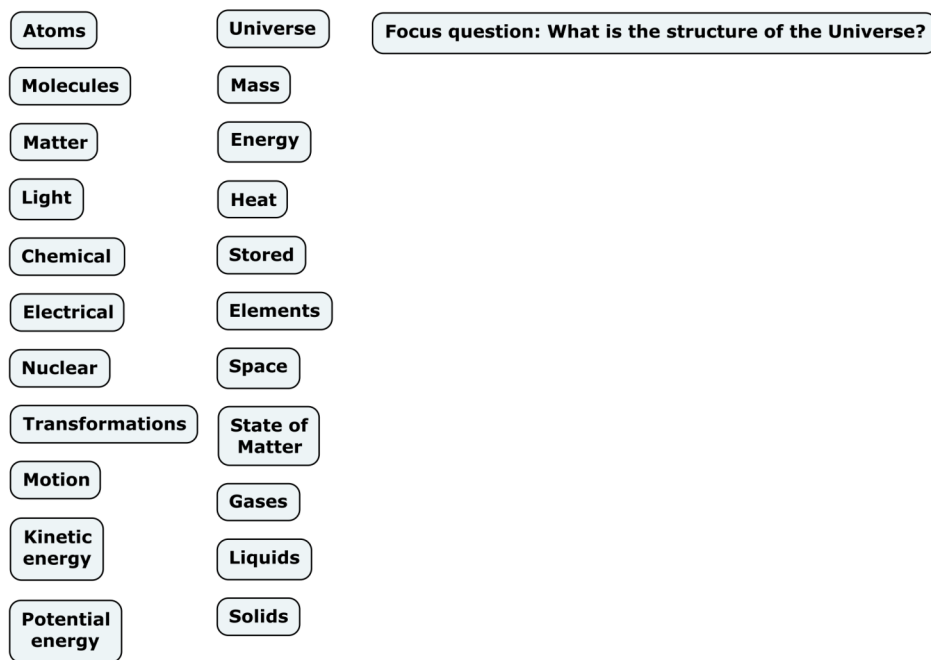 Atoms
Molecules
Matter
Light
Chemical
Electrical
Nuclear
Transformations
Motion
Kinetic
energy
Potential
energy
Universe
Mass
Energy
Heat
Stored
Elements
Space
State of
Matter
Gases
Liquids
Solids
Focus question: What is the structure of the Universe?